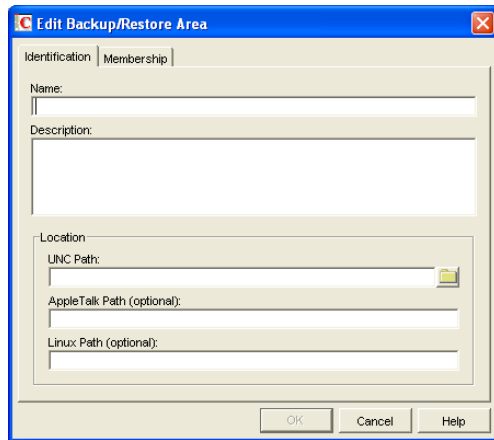 Edit Backup/Restore Area
Identification Membership
Name:
Description:
Location
UNC Path:
AppleTalk Path (optional):
Linux Path (optional):
OK Cancel Help